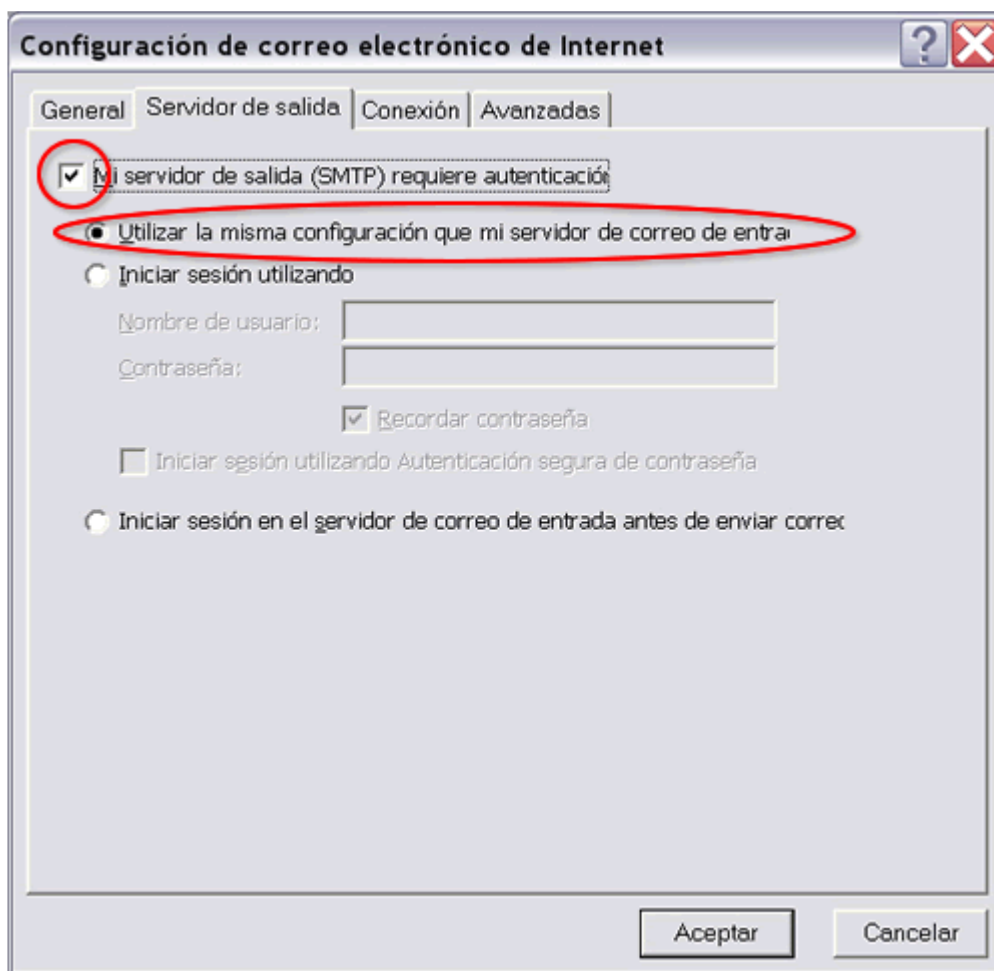 Configuración de correo electrónico de Internet
General Servidor de salida Conexión Avanzadas
Mi servidor de salida (SMTP) requiere autenticación
Utilizar la misma configuración que mi servidor de correo de entra
Iniciar sesión utilizando
Nombre de usuario:
Contraseña:
Recordar contraseña
Iniciar sesión utilizando Autenticación segura de contraseña
Iniciar sesión en el servidor de correo de entrada antes de enviar correo
Aceptar Cancelar